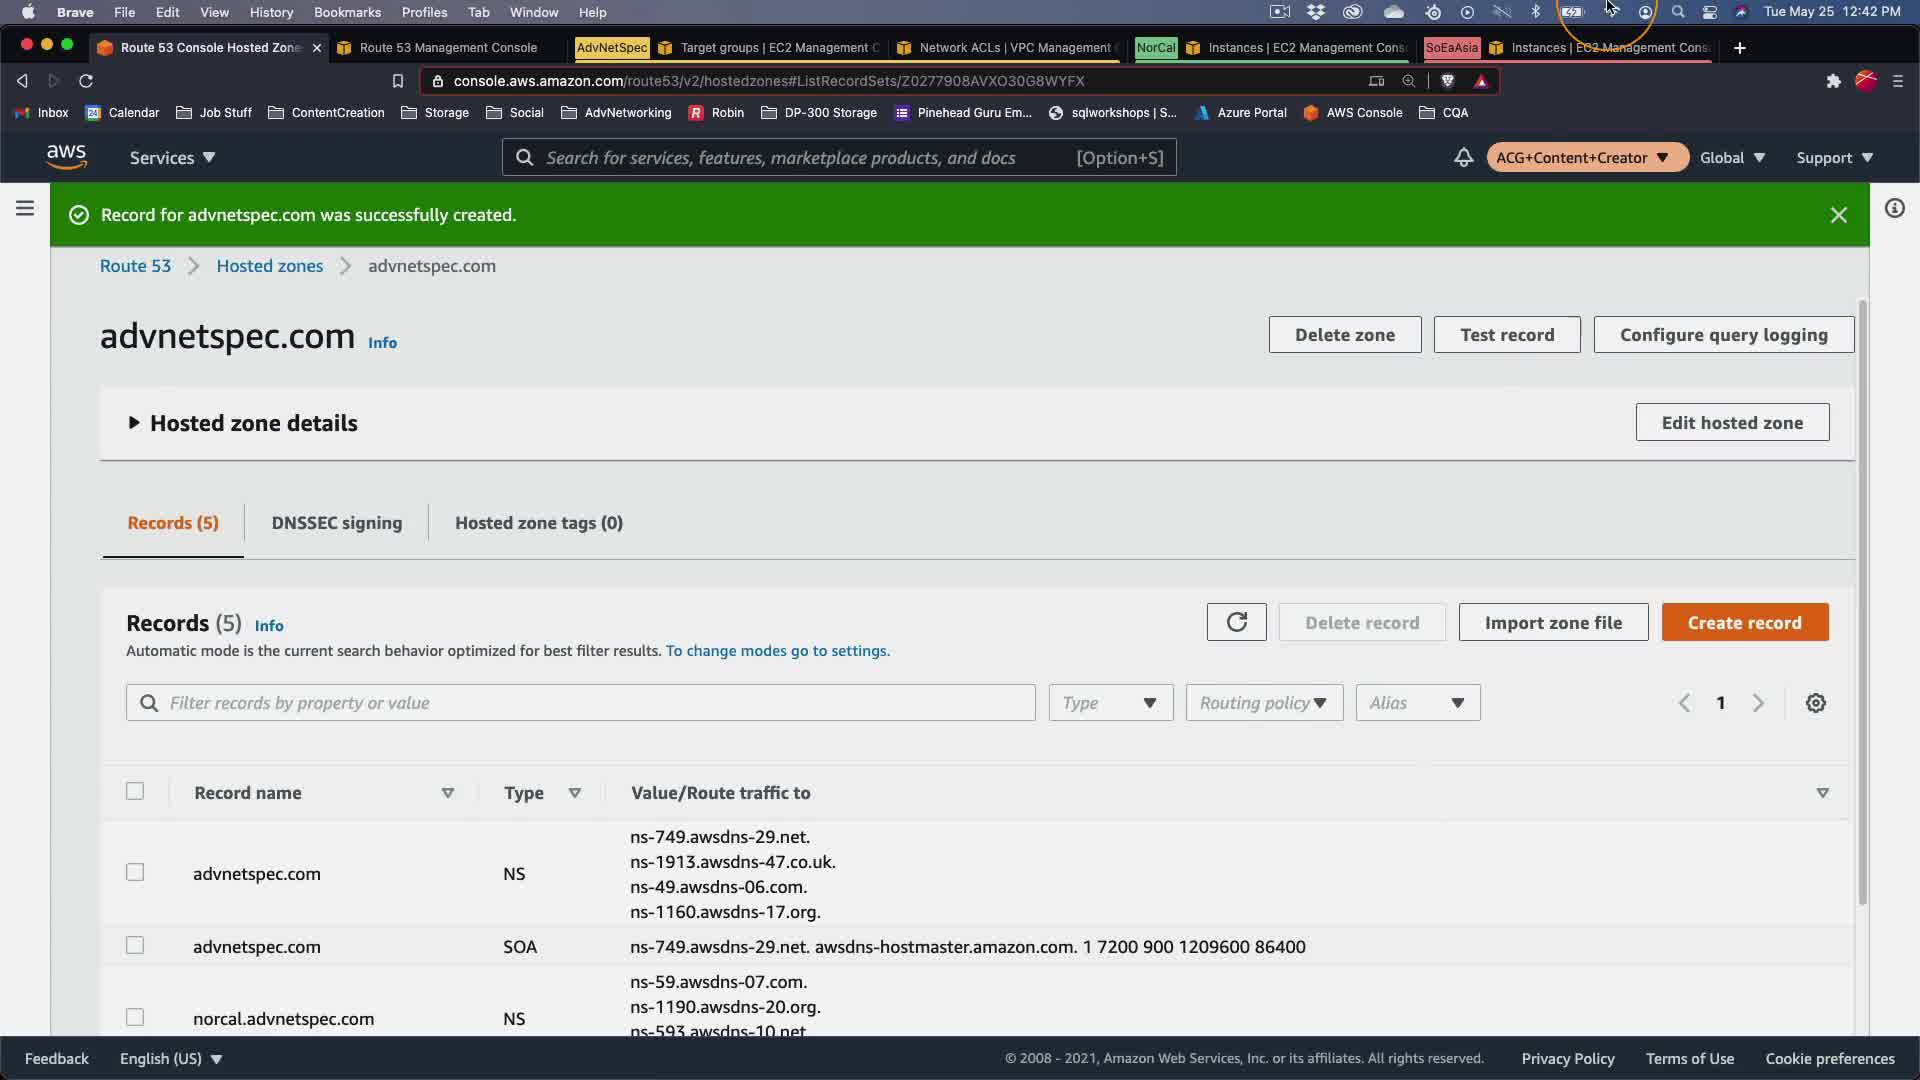 Brave File Edit View History Bookmarks Profiles Tab Window Help Tue May 25 12:42 PM
Route 53 Console Hosted Zone Route 53 Management Console AdvNetSpec Target groups | EC2 Management C Network ACLs | VPC Management NorCal Instances | EC2 Management Cons SoEaAsia Instances | EC2 Management Cons
console.aws.amazon.com/route53/v2/hostedzones#ListRecordSets/Z0277908AVXO30G8WYFX
Inbox Calendar Job Stuff ContentCreation Storage Social AdvNetworking Robin DP-300 Storage Pinehead Guru Em... sqlworkshops | S... Azure Portal AWS Console CQA
aws Services Search for services, features, marketplace products, and docs [Option+S] ACG+Content+Creator Global Support
Record for advnetspec.com was successfully created.
Route 53 Hosted zones advnetspec.com
advnetspec.com Info Delete zone Test record Configure query logging
Hosted zone details Edit hosted zone
Records (5) DNSSEC signing Hosted zone tags (0)
Records (5) Info Delete record Import zone file Create record
Automatic mode is the current search behavior optimized for best filter results. To change modes go to settings.
Filter records by property or value Type Routing policy Alias 1
Record name Type Value/Route traffic to
ns-749.awsdns-29.net.
ns-1913.awsdns-47.co.uk.
advnetspec.com NS
ns-49.awsdns-06.com.
ns-1160.awsdns-17.org.
advnetspec.com SOA ns-749.awsdns-29.net. awsdns-hostmaster.amazon.com. 1 7200 900 1209600 86400
ns-59.awsdns-07.com.
ns-1190.awsdns-20.org.
norcal.advnetspec.com NS
ns-593.awsdns-10.net
Feedback English (US) © 2008 - 2021, Amazon Web Services, Inc. or its affiliates. All rights reserved. Privacy Policy Terms of Use Cookie preferences